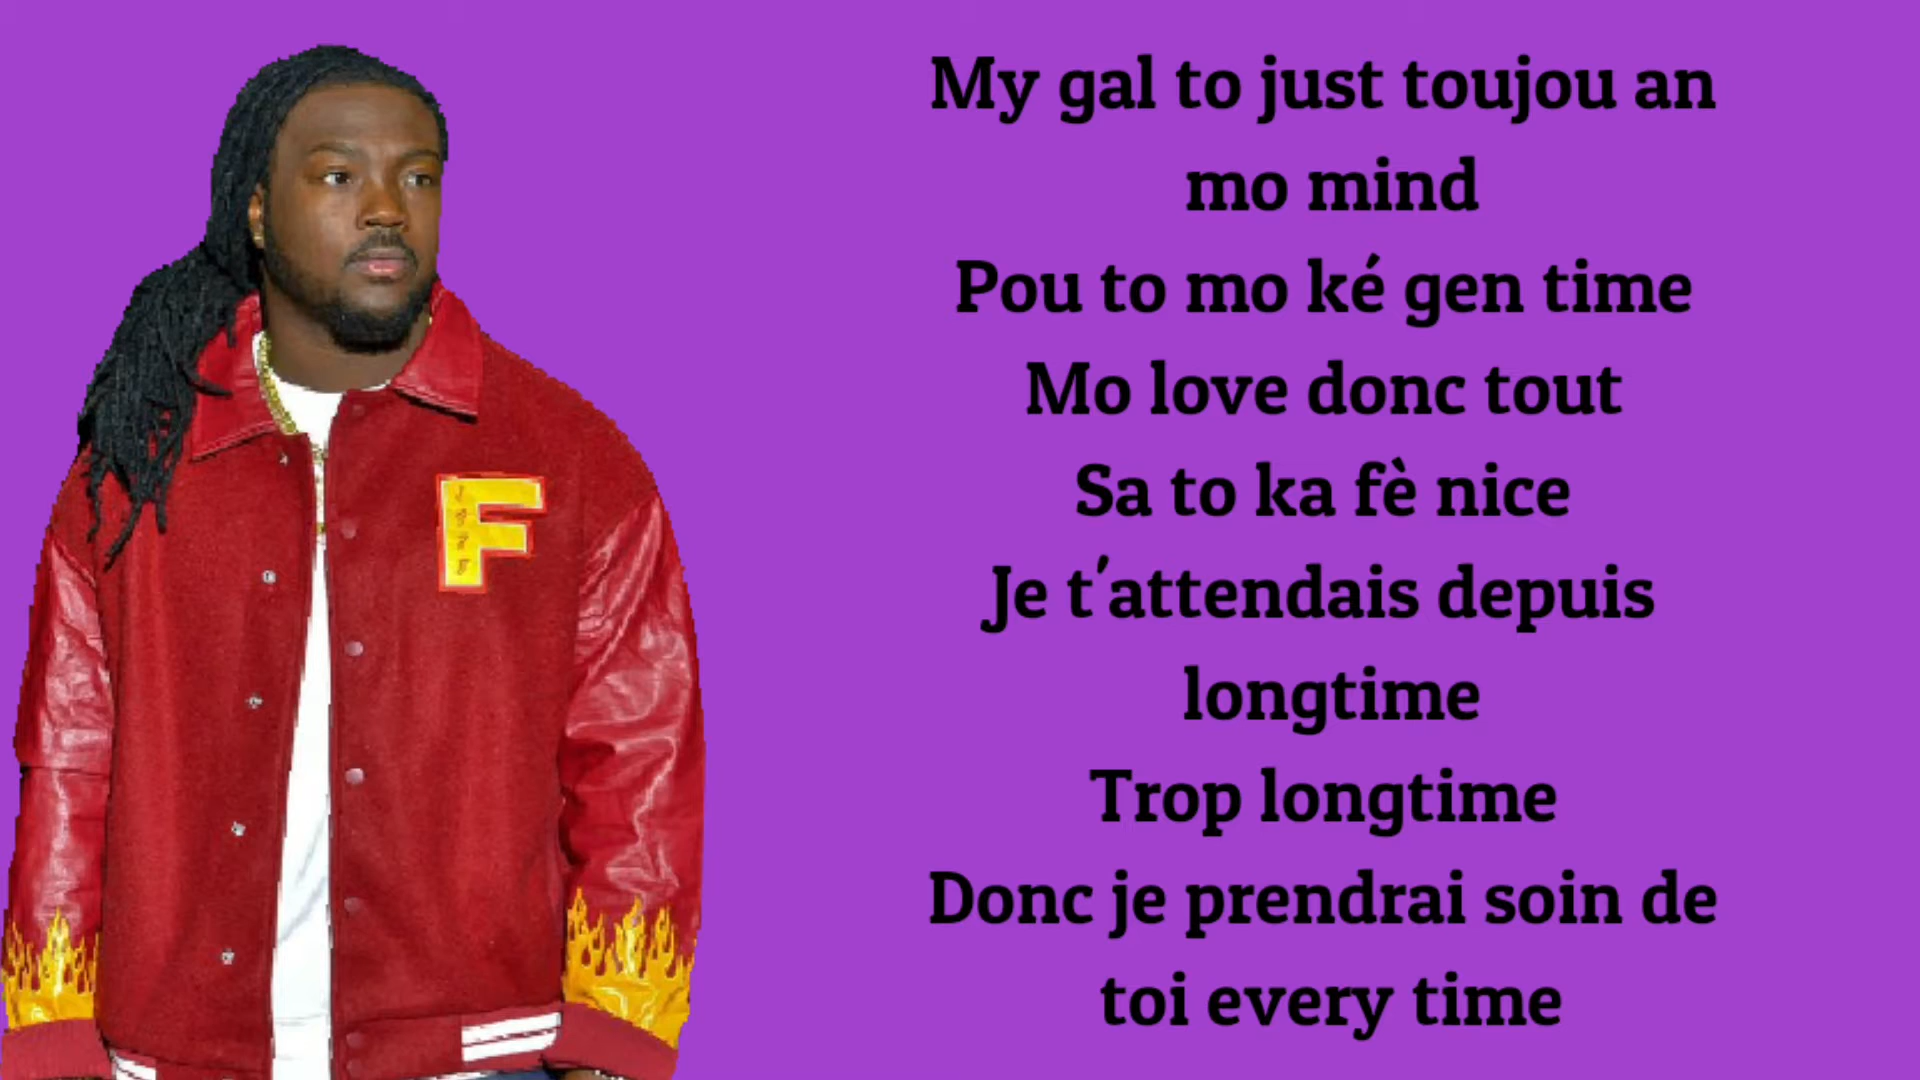 My gal to just toujou an
mo mind
Pou to mo ké gen time
Mo love donc tout
Sa to ka fè nice
Je t'attendais depuis
longtime
Trop longtime
Donc je prendrai soin de
toi every time
F